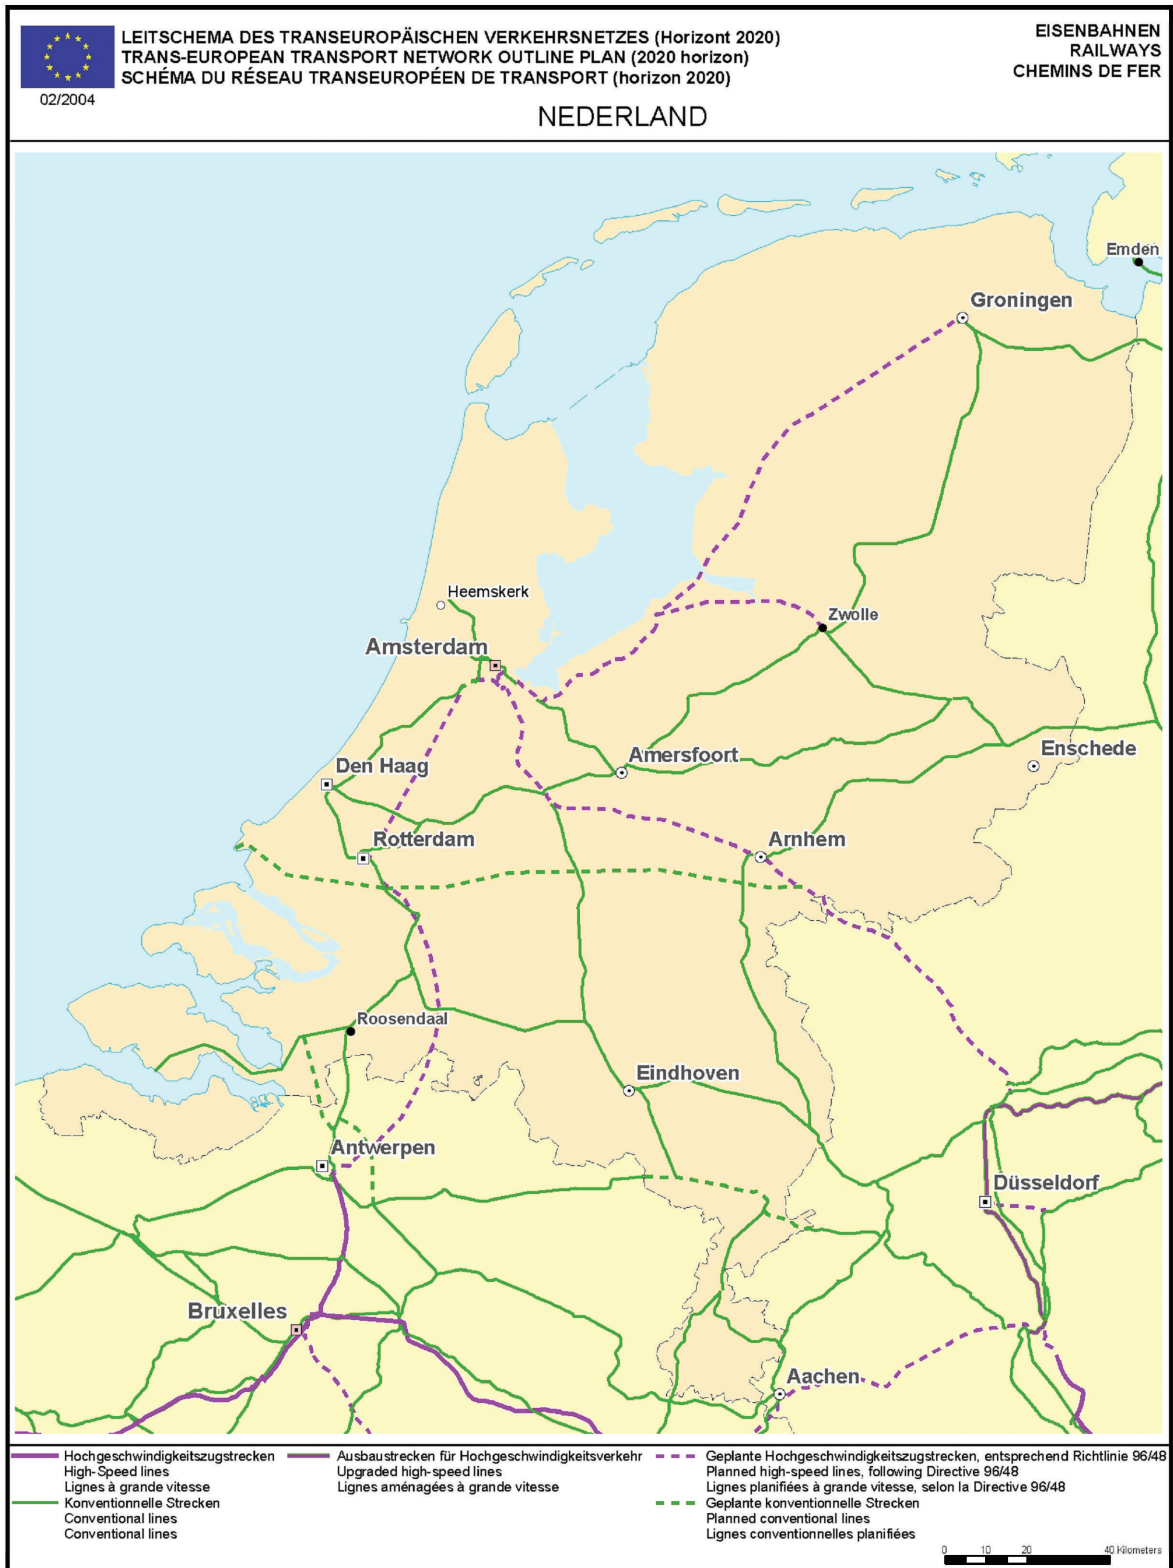 LEITSCHEMA DES TRANSEUROPÄISCHEN VERKEHRSNETZES (Horizont 2020)
TRANS-EUROPEAN TRANSPORT NETWORK OUTLINE PLAN (2020 horizon)
SCHÉMA DU RÉSEAU TRANSEUROPÉEN DE TRANSPORT (horizon 2020)
EISENBAHNEN
RAILWAYS
CHEMINS DE FER
02/2004
NEDERLAND
Emden
Groningen
Heemskerk
Zwolle
Amsterdam
Enschede
Amersfoort
Den Haag
Rotterdam
Arnhem
Roosendaal
Eindhoven
Antwerpen
Düsseldorf
Bruxelles
Aachen
Hochgeschwindigkeitszugstrecken
High-Speed lines
Lignes à grande vitesse
Konventionnelle Strecken
Conventional lines
Conventional lines
Ausbaustrecken für Hochgeschwindigkeitsverkehr
Upgraded high-speed lines
Lignes aménagées à grande vitesse
Geplante Hochgeschwindigkeitszugstrecken, entsprechend Richtlinie 96/48
Planned high-speed lines, following Directive 96/48
Lignes planifiées à grande vitesse, selon la Directive 96/48
Geplante konventionelle Strecken
Planned conventional lines
Lignes conventionnelles planifiées
0 10 20 40 Kilometers